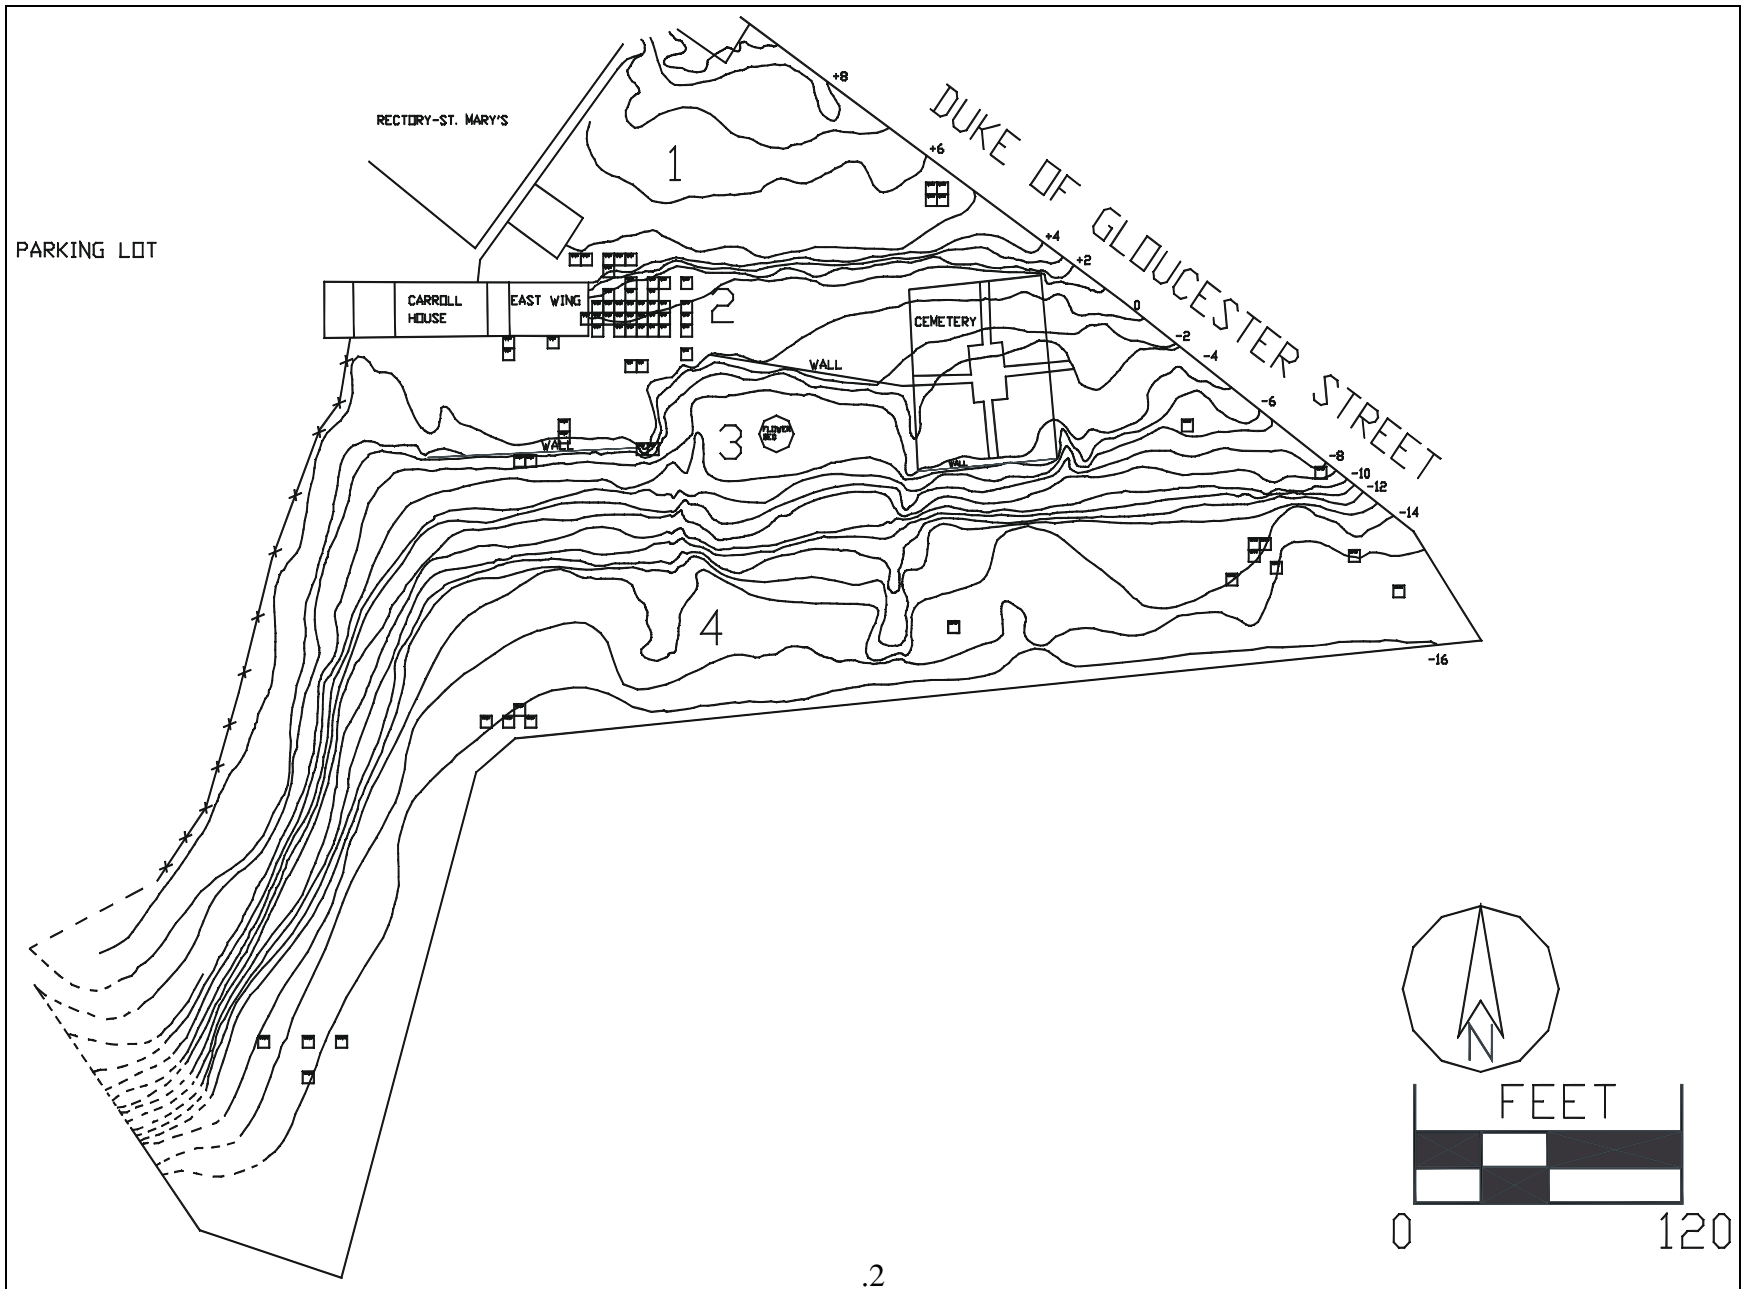 +8
DUKE OF GLOUCESTER STREET
RECTORY-ST. MARY'S
+6
1
+4
PARKING LOT
+2
CARROLL
HOUSE
EAST WING
2
0
CEMETERY
-2
-4
WALL
-6
3
FLOWER
BED
WALL
WALL
-8
-10
-12
-14
4
-16
N
FEET
0
120
.2